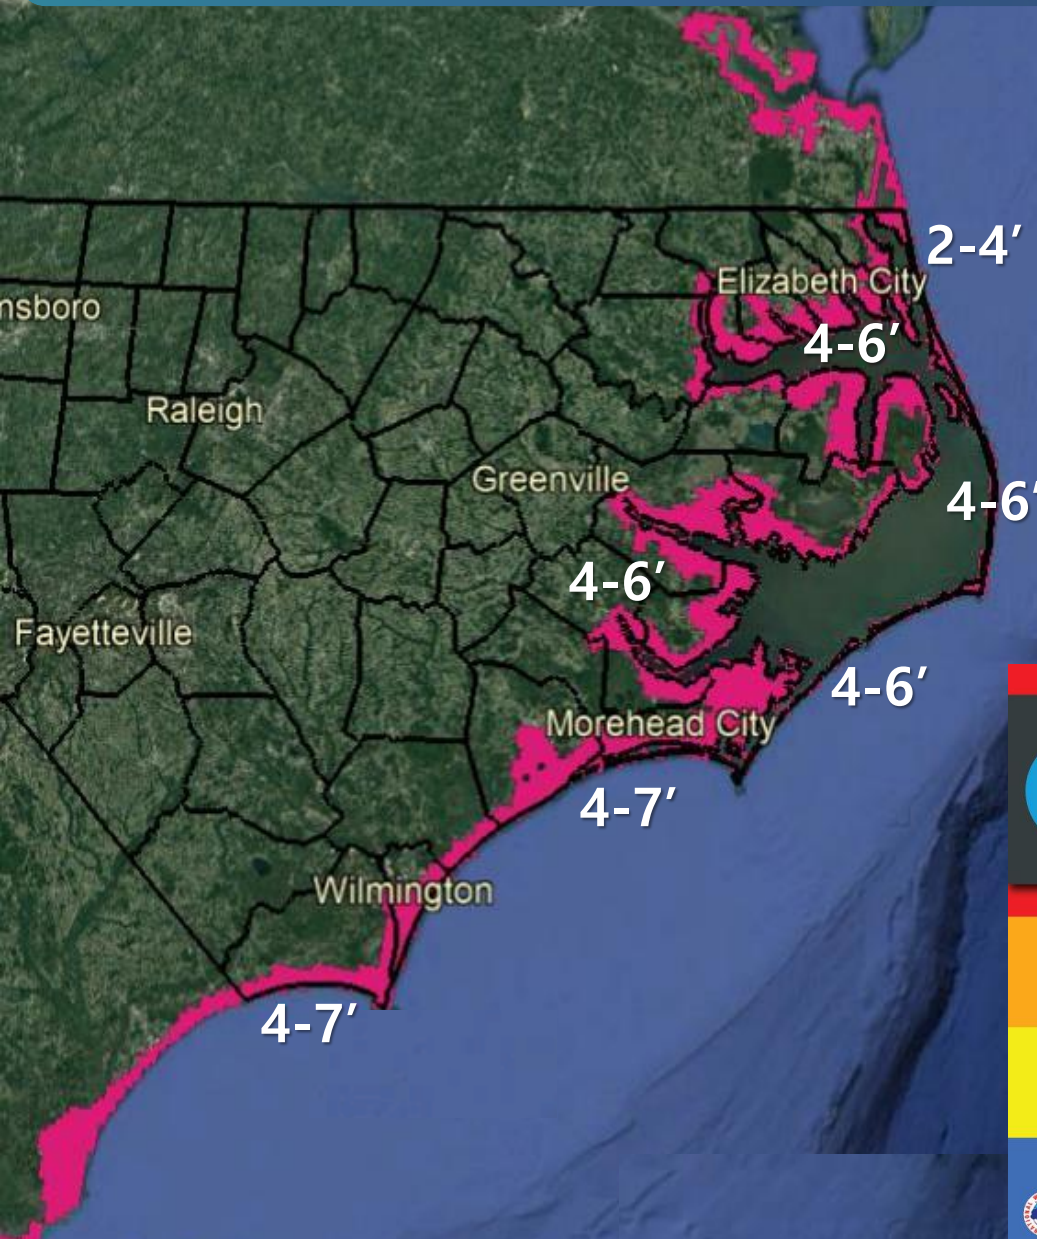 2-4′
Elizabeth City
msboro
4-6′
Raleigh
Greenville
4-6′
4-6′
Fayetteville
4-6′
Morehead City
4-7′
Wilmington
4-7′